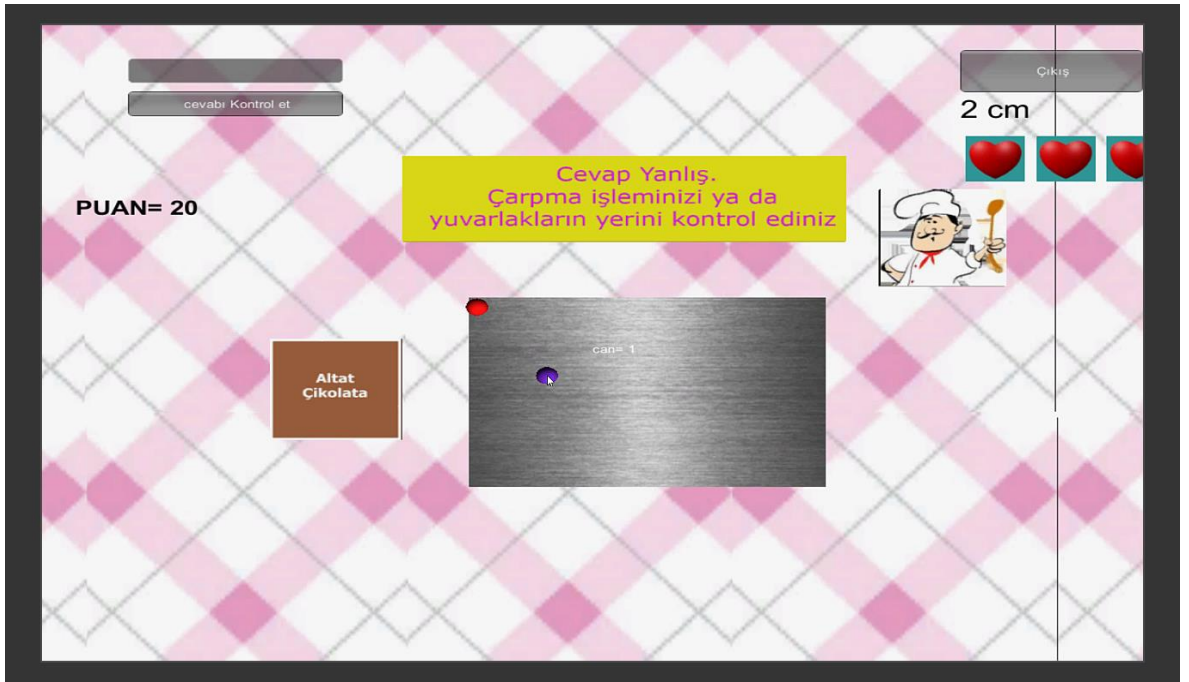 Çıkış
cevabı Kontrol et
2 cm
Cevap Yanlış.
Çarpma işleminizi ya da
yuvarlakların yerini kontrol ediniz
PUAN= 20
can= 1
Altat
Çikolata